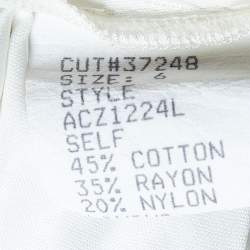 CUT#37248
SIZE: 6
STYLE
ACZ1224L
SELF
45% COTTON
35% RAYON
20% NYLON